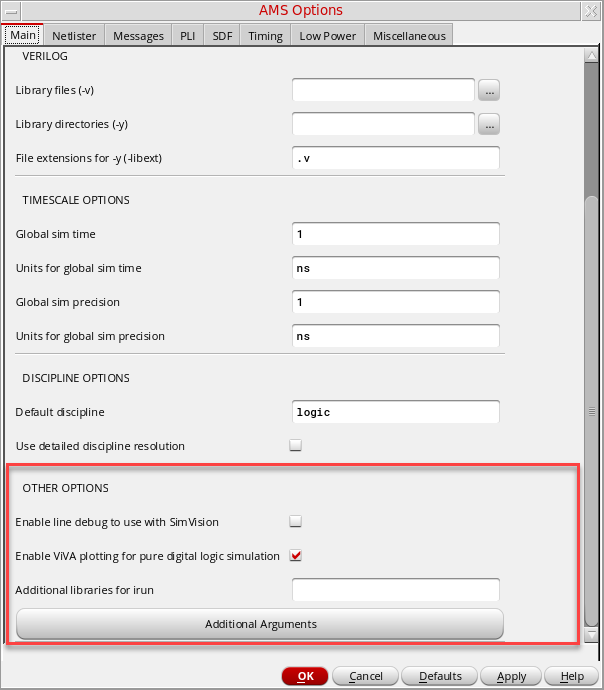 AMS Options
Main Netlister Messages PLI SDF Timing Low Power Miscellaneous
VERILOG
Library files (-v) ...
Library directories (-y) ...
File extensions for -y (-libext) .v
TIMESCALE OPTIONS
Global sim time 1
Units for global sim time ns
Global sim precision 1
Units for global sim precision ns
DISCIPLINE OPTIONS
Default discipline logic
Use detailed discipline resolution
OTHER OPTIONS
Enable line debug to use with SimVision
Enable ViVA plotting for pure digital logic simulation
Additional libraries for irun
Additional Arguments
OK Cancel Defaults Apply Help